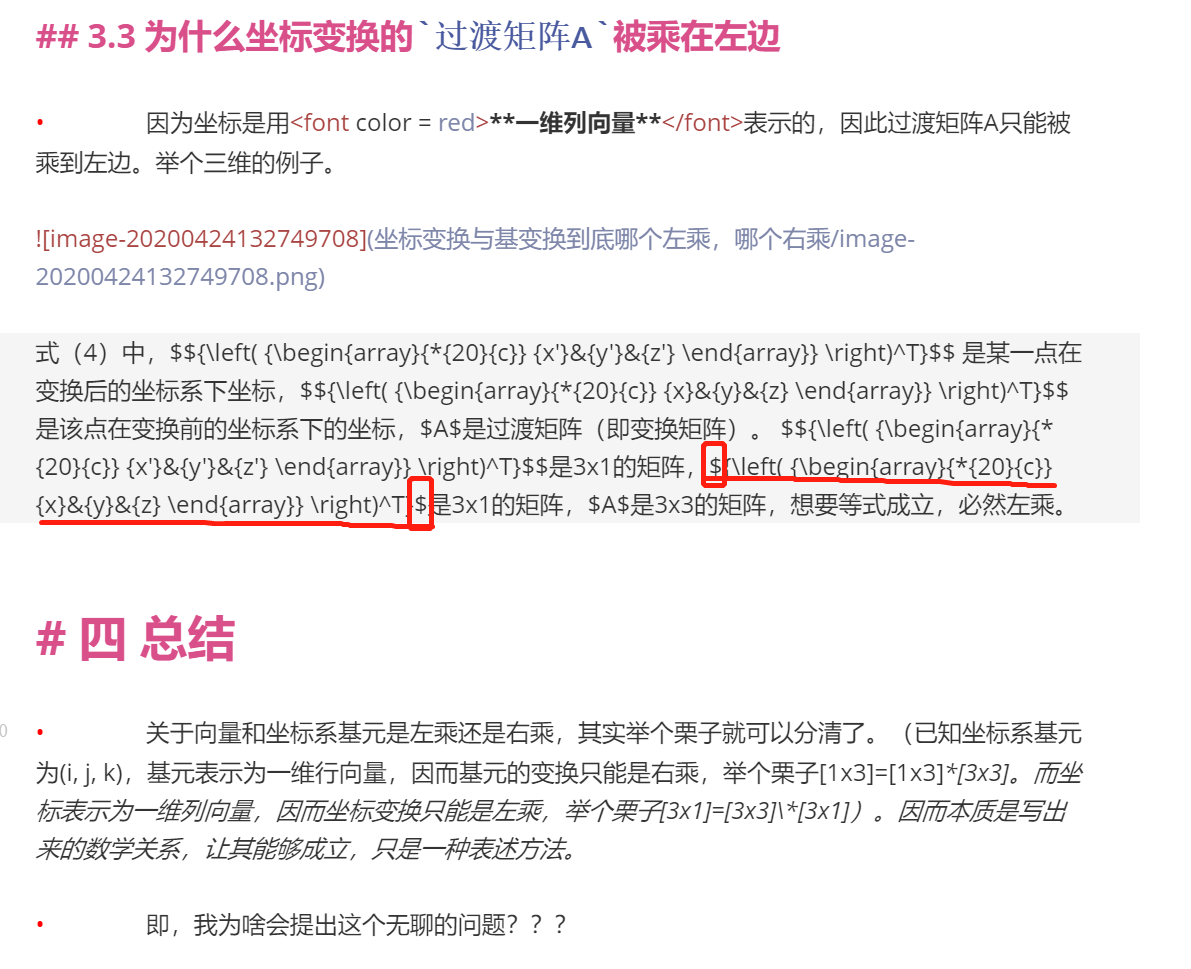 ## 3.3 为什么坐标变换的`过渡矩阵A`被乘在左边
• 因为坐标是用<font color = red>**一维列向量**</font>表示的，因此过渡矩阵A只能被
乘到左边。举个三维的例子。
![image-20200424132749708](坐标变换与基变换到底哪个左乘，哪个右乘/image-
20200424132749708.png)
式（4）中，$${\left( {\begin{array}{*{20}{c}} {x'}&{y'}&{z'} \end{array}} \right)^T}$$ 是某一点在
变换后的坐标系下坐标，$${\left( {\begin{array}{*{20}{c}} {x}&{y}&{z} \end{array}} \right)^T}$$
是该点在变换前的坐标系下的坐标，$A$是过渡矩阵（即变换矩阵）。 $${\left( {\begin{array}{*
{20}{c}} {x'}&{y'}&{z'} \end{array}} \right)^T}$$是3x1的矩阵，${\left( {\begin{array}{*{20}{c}}
{x}&{y}&{z} \end{array}} \right)^T}$是3x1的矩阵，$A$是3x3的矩阵，想要等式成立，必然左乘。
# 四 总结
0 • 关于向量和坐标系基元是左乘还是右乘，其实举个栗子就可以分清了。（已知坐标系基元
为(i, j, k)，基元表示为一维行向量，因而基元的变换只能是右乘，举个栗子[1x3]=[1x3]*[3x3]。而坐
标表示为一维列向量，因而坐标变换只能是左乘，举个栗子[3x1]=[3x3]\*[3x1]）。因而本质是写出
来的数学关系，让其能够成立，只是一种表述方法。
• 即，我为啥会提出这个无聊的问题？？？